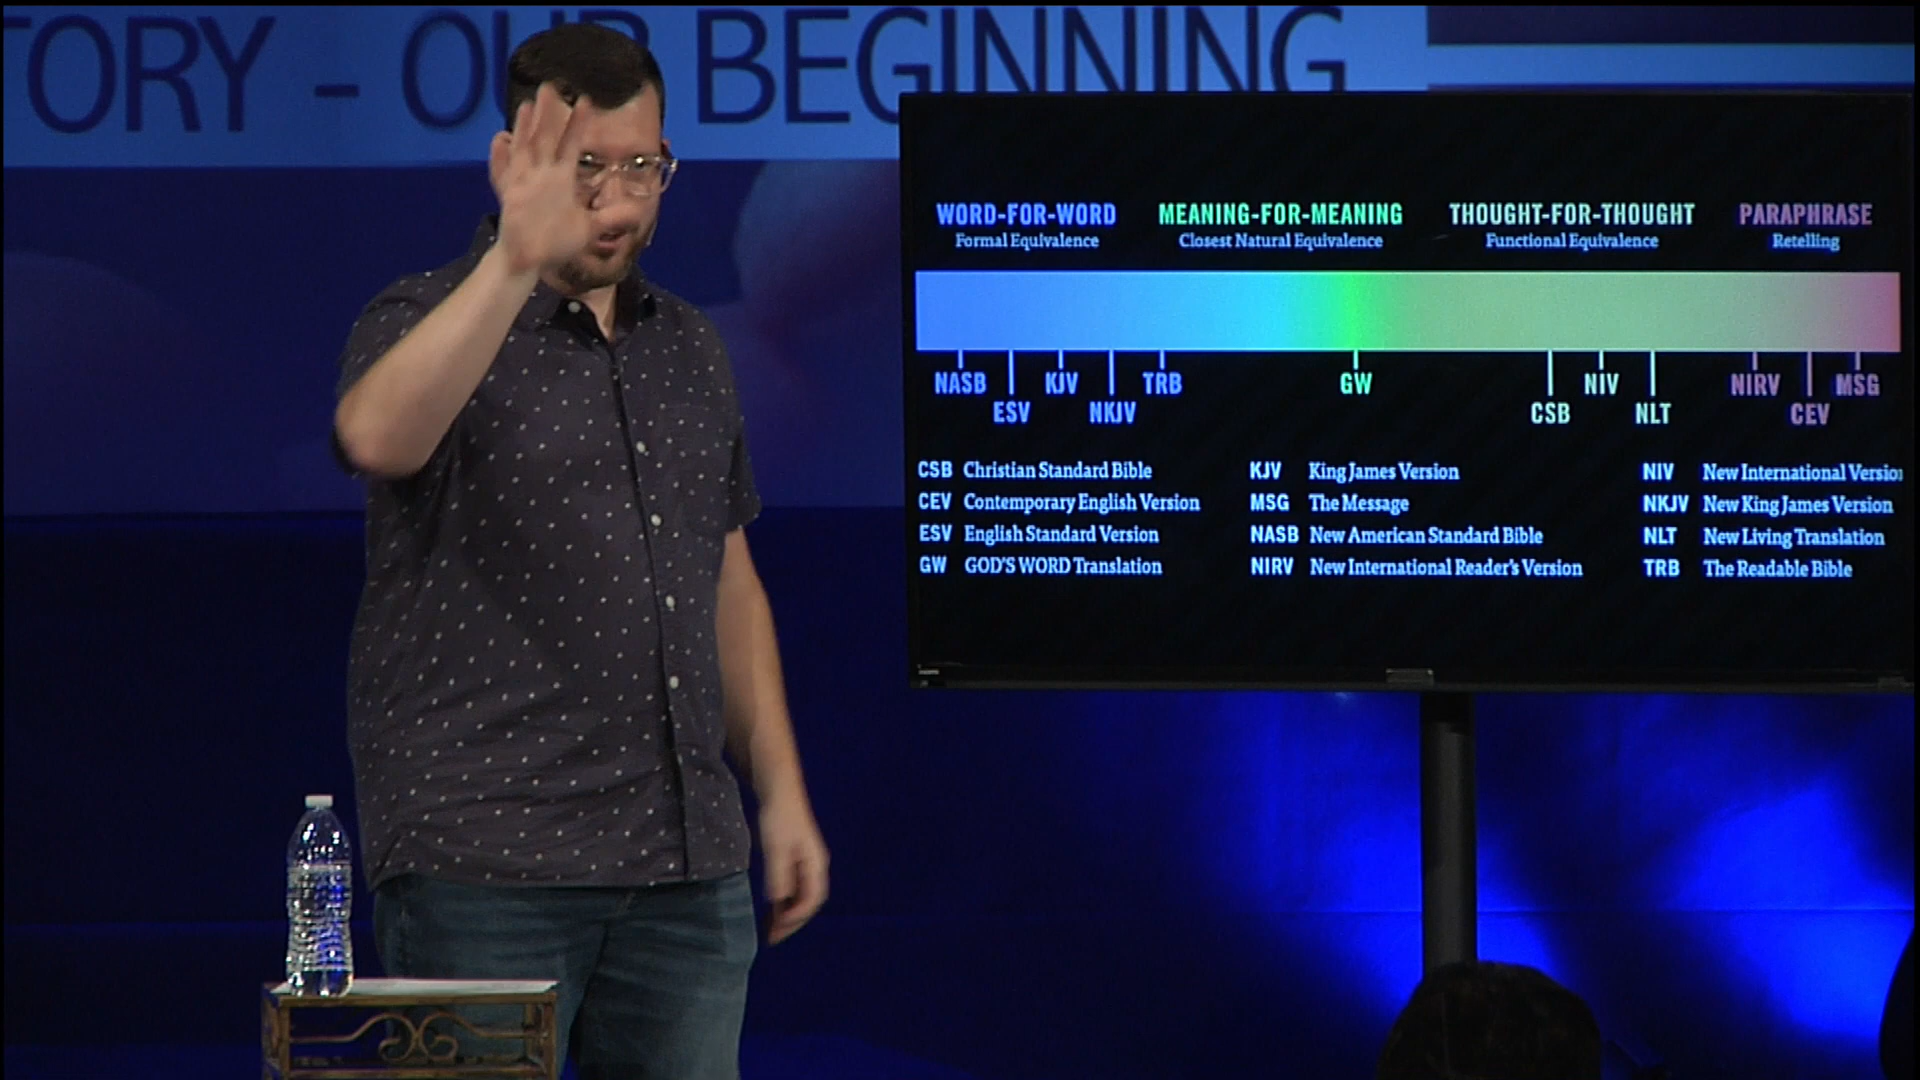 TORY - OUR BEGINNING
WORD-FOR-WORD MEANING-FOR-MEANING THOUGHT-FOR-THOUGHT PARAPHRASE
Formal Equivalence Closest Natural Equivalence Functional Equivalence Retelling
NASB KJV TRB GW NIV NIRV MSG
ESV NKJV CSB NLT CEV
CSB Christian Standard Bible KJV King James Version NIV New International Version
CEV Contemporary English Version MSG The Message NKJV New King James Version
ESV English Standard Version NASB New American Standard Bible NLT New Living Translation
GW GOD'S WORD Translation NIRV New International Reader's Version TRB The Readable Bible